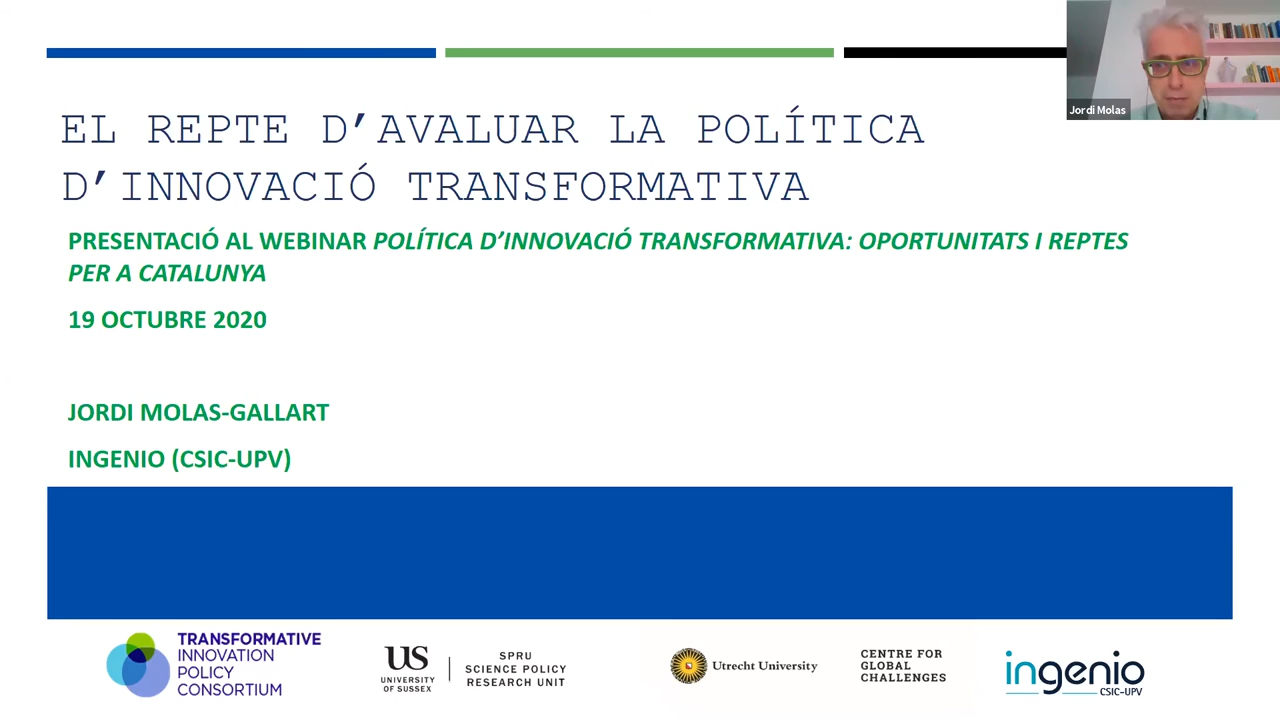 Jordi Molas
EL REPTE D’AVALUAR LA POLÍTICA
D’INNOVACIÓ TRANSFORMATIVA
PRESENTACIÓ AL WEBINAR POLÍTICA D’INNOVACIÓ TRANSFORMATIVA: OPORTUNITATS I REPTES
PER A CATALUNYA
19 OCTUBRE 2020
JORDI MOLAS-GALLART
INGENIO (CSIC-UPV)
TRANSFORMATIVE
INNOVATION
POLICY
CONSORTIUM
US
UNIVERSITY
OF SUSSEX
SPRU
SCIENCE POLICY
RESEARCH UNIT
Utrecht University
CENTRE FOR
GLOBAL
CHALLENGES
ingenio
CSIC-UPV